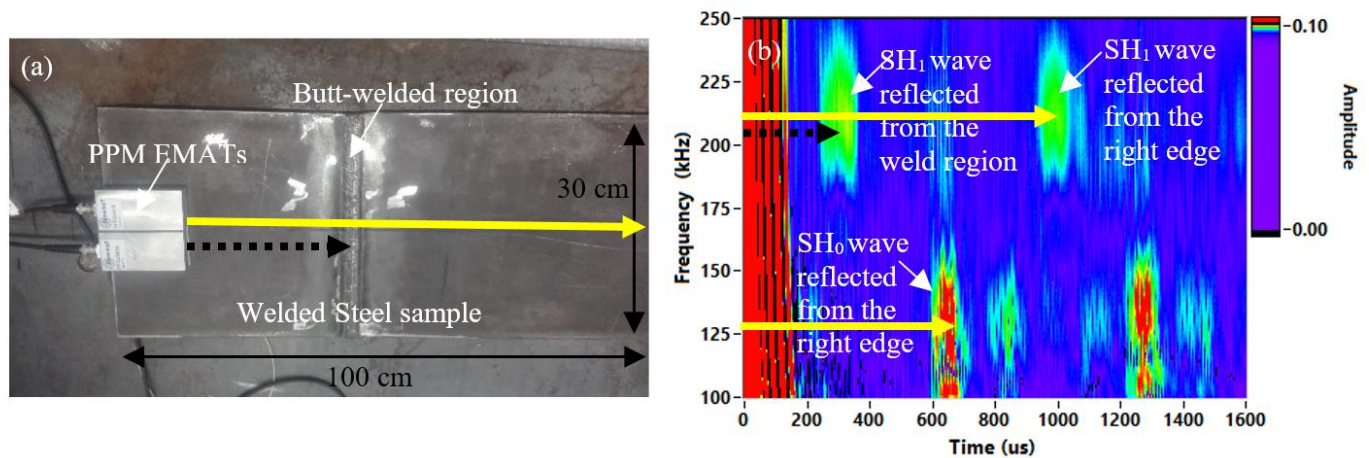 (a)
Butt-welded region
PPM EMATs
30 cm
Welded Steel sample
100 cm
(b)
250
225
200
175
150
125
100
Frequency (kHz)
SH₁ wave
reflected
from the
weld region
SH₁ wave
reflected
from the
right edge
SH₀ wave
reflected
from the
right edge
0
200
400
600
800
1000
1200
1400
1600
Time (us)
0.10
0.00
Amplitude